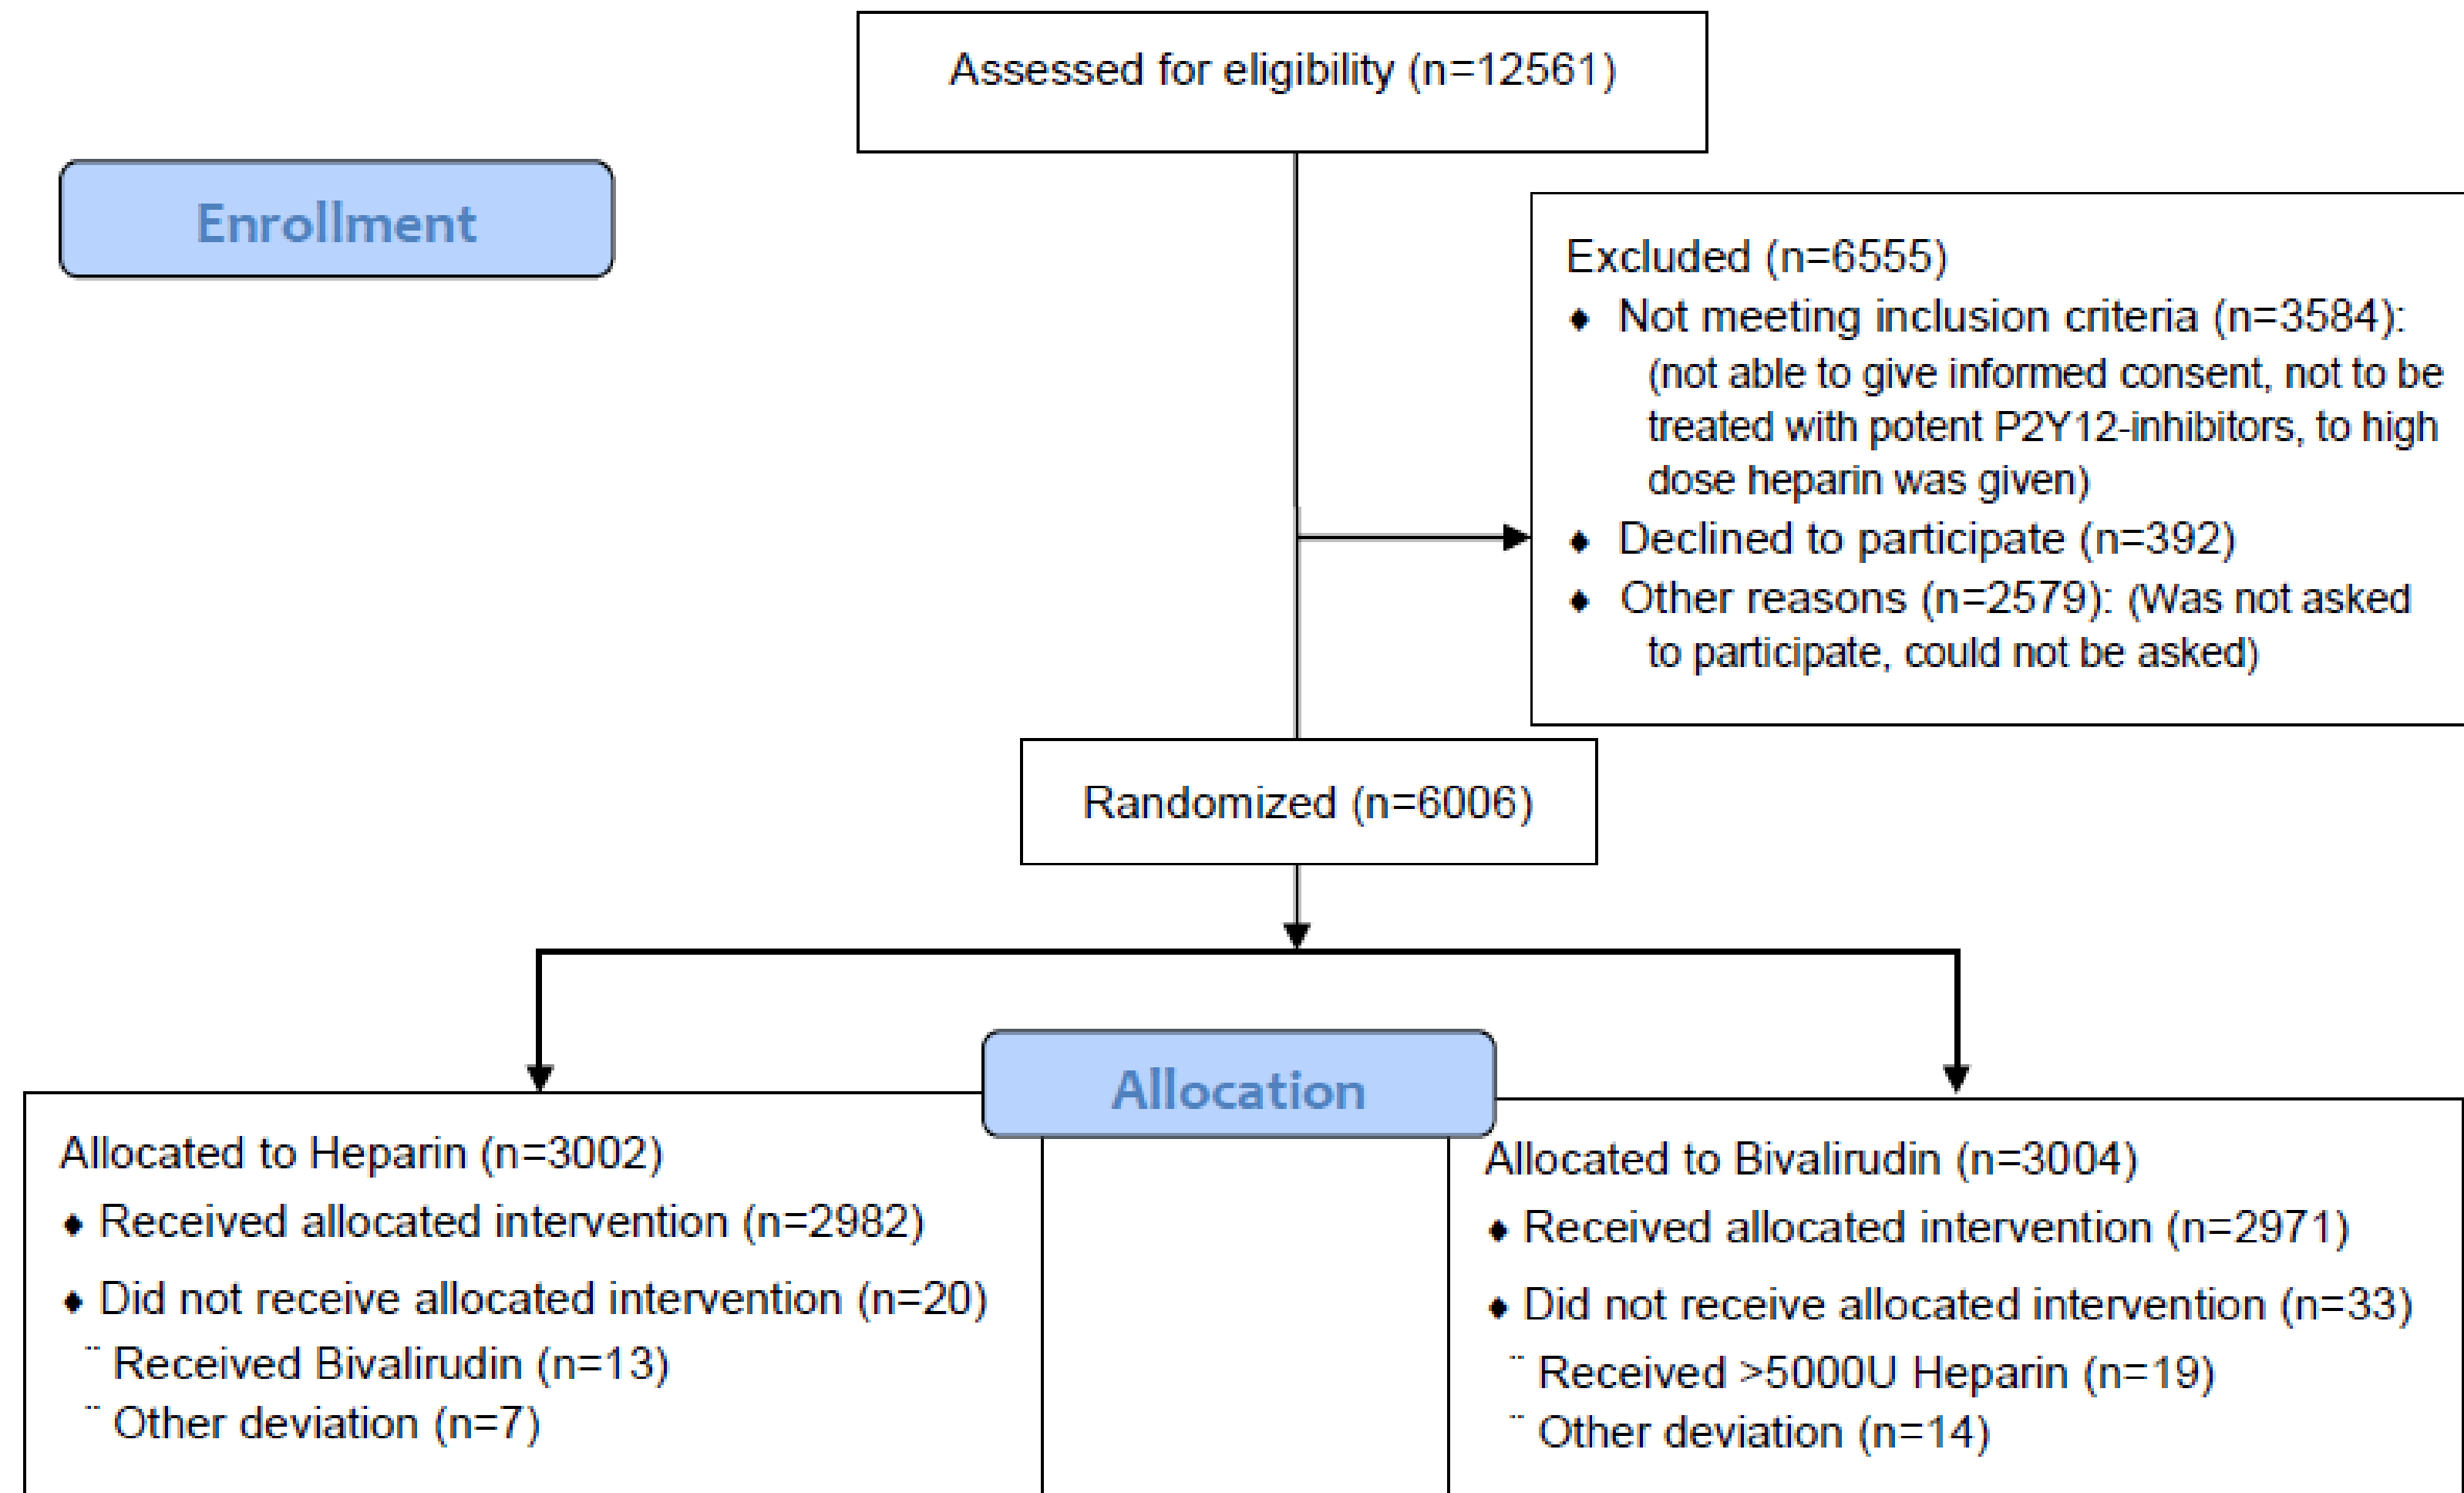 Assessed for eligibility (n=12561)
Enrollment
Excluded (n=6555)
♦ Not meeting inclusion criteria (n=3584):
(not able to give informed consent, not to be
treated with potent P2Y12-inhibitors, to high
dose heparin was given)
♦ Declined to participate (n=392)
♦ Other reasons (n=2579): (Was not asked
to participate, could not be asked)
Randomized (n=6006)
Allocation
Allocated to Heparin (n=3002)
♦ Received allocated intervention (n=2982)
♦ Did not receive allocated intervention (n=20)
¨ Received Bivalirudin (n=13)
¨ Other deviation (n=7)
Allocated to Bivalirudin (n=3004)
♦ Received allocated intervention (n=2971)
♦ Did not receive allocated intervention (n=33)
¨ Received >5000U Heparin (n=19)
¨ Other deviation (n=14)